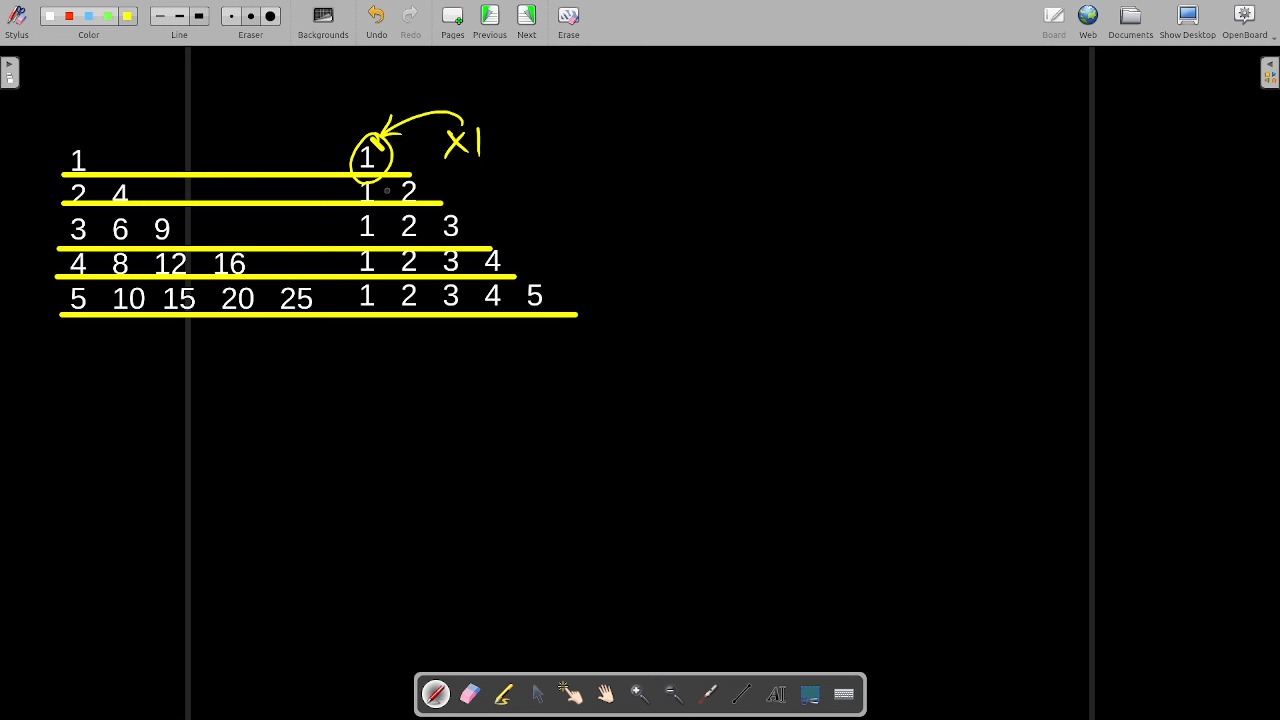 Stylus Color Line Eraser Backgrounds Undo Redo Pages Previous Next Erase Board Web Documents Show Desktop OpenBoard
x1
1 1
2 4 1 2
3 6 9 1 2 3
4 8 12 16 1 2 3 4
5 10 15 20 25 1 2 3 4 5
AI